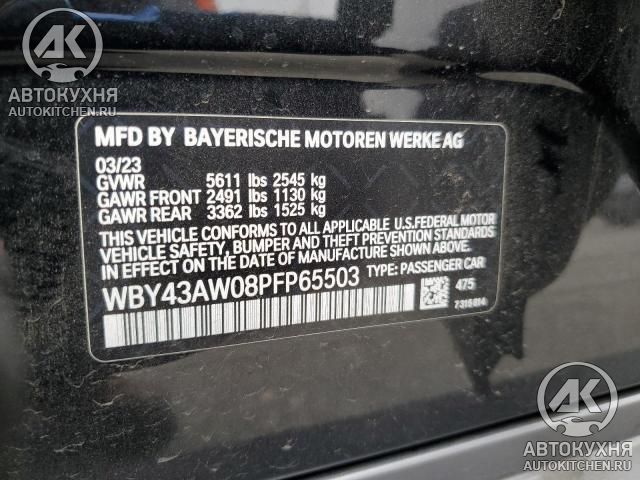 AK
АВТОКУХНЯ
AUTOKITCHEN.RU
MFD BY BAYERISCHE MOTOREN WERKE AG
03/23
GVWR 5611 lbs 2545 kg
GAWR FRONT 2491 lbs 1130 kg
GAWR REAR 3362 lbs 1525 kg
THIS VEHICLE CONFORMS TO ALL APPLICABLE U.S.FEDERAL MOTOR
VEHICLE SAFETY, BUMPER AND THEFT PREVENTION STANDARDS
IN EFFECT ON THE DATE OF MANUFACTURE SHOWN ABOVE.
WBY43AW08PFP65503 TYPE: PASSENGER CAR
475
7315814
AK
АВТОКУХНЯ
AUTOKITCHEN.RU